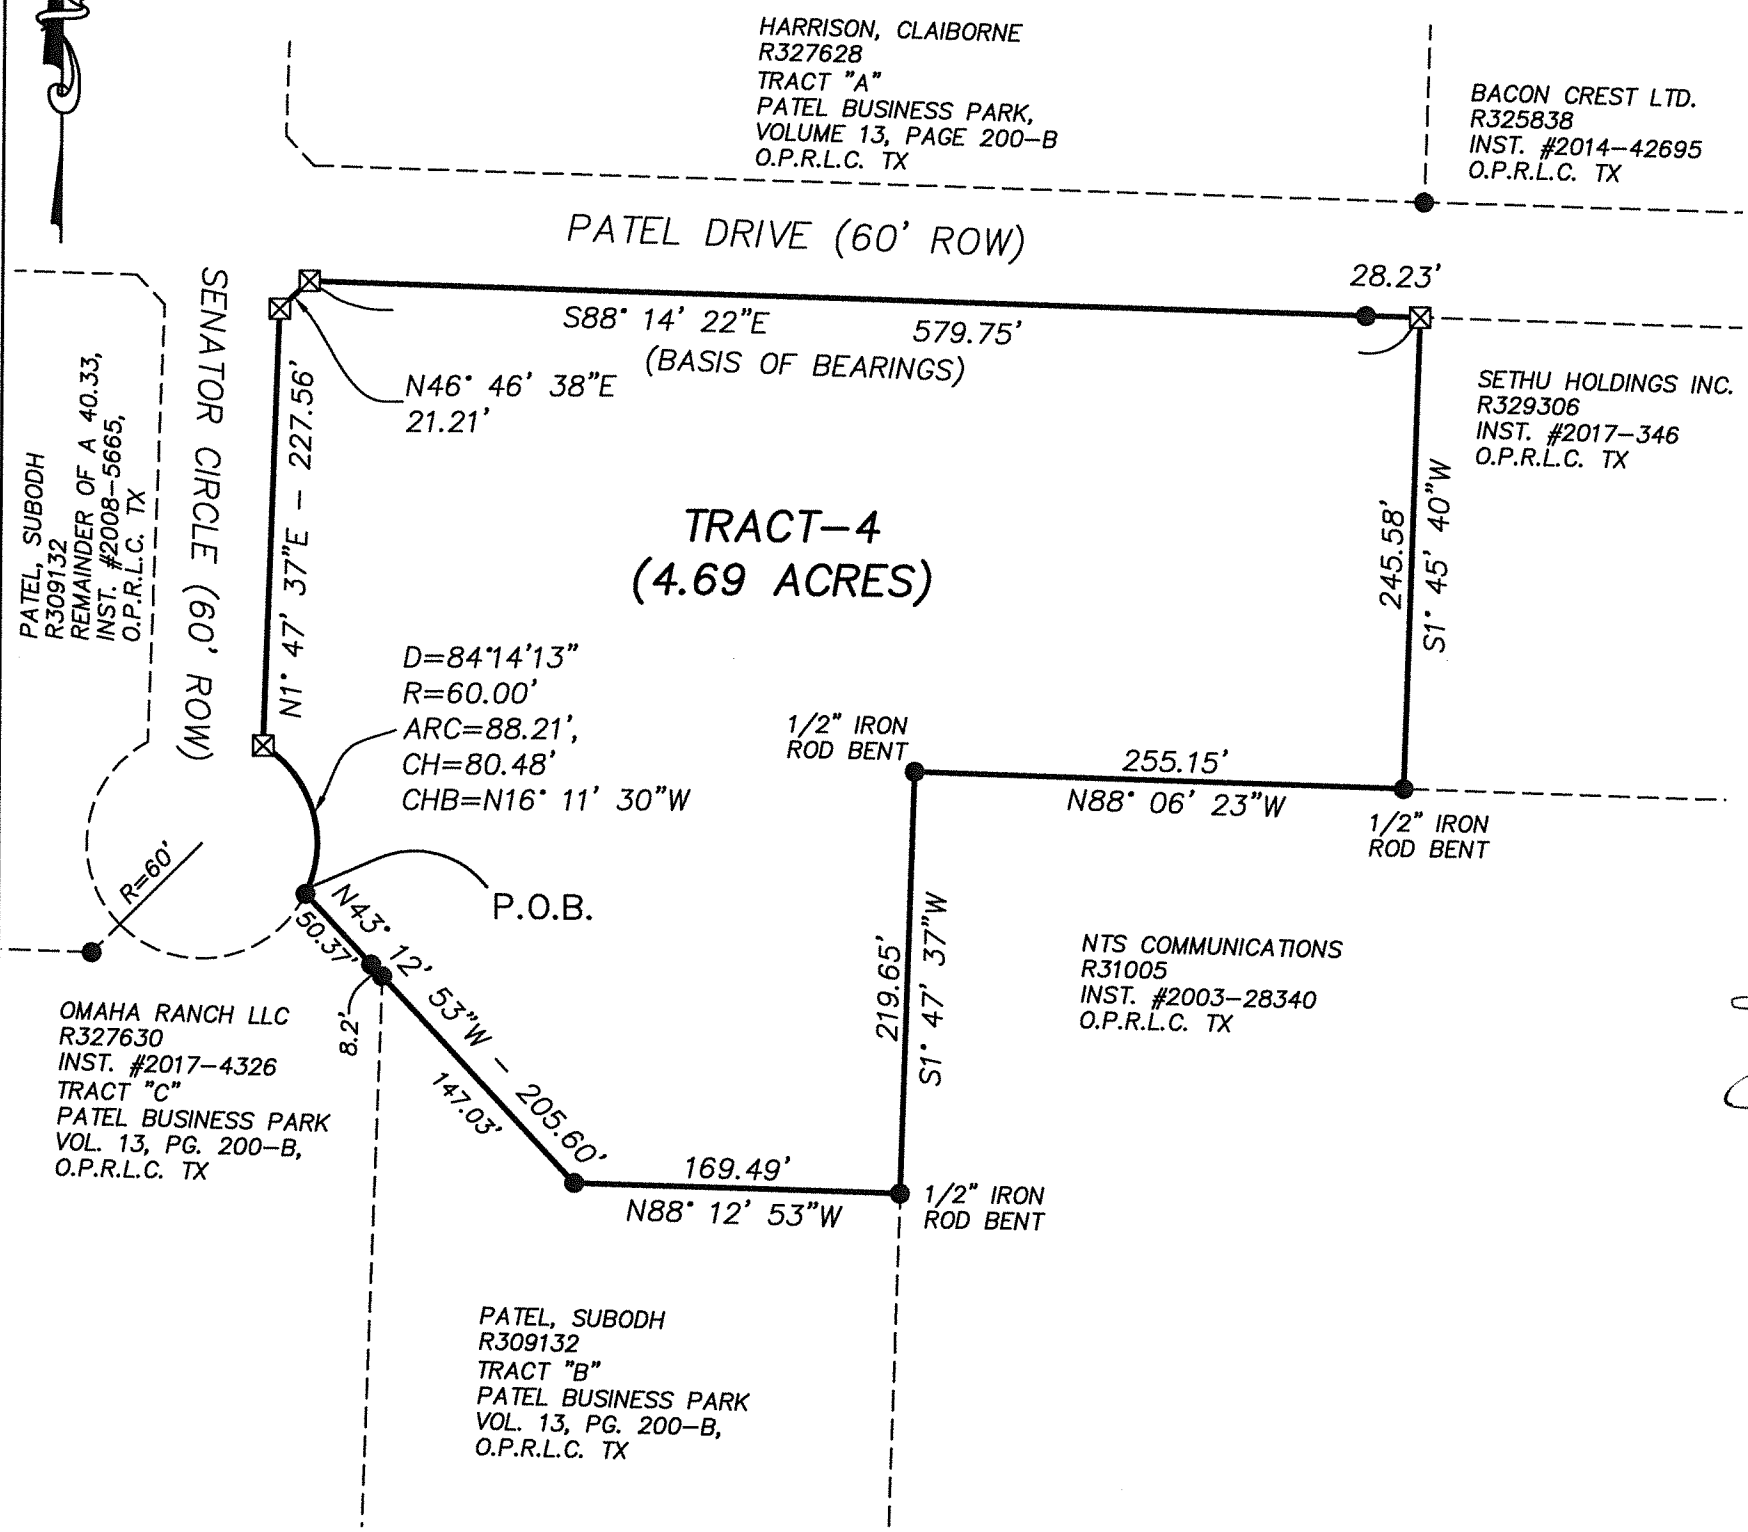 HARRISON, CLAIBORNE
R327628
TRACT "A"
PATEL BUSINESS PARK,
VOLUME 13, PAGE 200-B
O.P.R.L.C. TX
BACON CREST LTD.
R325838
INST. #2014-42695
O.P.R.L.C. TX
PATEL DRIVE (60' ROW)
28.23'
S88° 14' 22"E
579.75'
(BASIS OF BEARINGS)
N46° 46' 38"E
21.21'
SENATOR CIRCLE (60' ROW)
N1° 47' 37"E - 227.56'
PATEL, SUBODH
R309132
REMAINDER OF A 40.33,
INST. #2008-5665,
O.P.R.L.C. TX
SETHU HOLDINGS INC.
R329306
INST. #2017-346
O.P.R.L.C. TX
TRACT-4
(4.69 ACRES)
245.58'
S1° 45' 40"W
D=84°14'13"
R=60.00'
ARC=88.21',
CH=80.48'
CHB=N16° 11' 30"W
1/2" IRON
ROD BENT
255.15'
N88° 06' 23"W
1/2" IRON
ROD BENT
R=60'
P.O.B.
N43° 12' 53"W - 205.60'
50.37'
8.2'
147.03'
219.65'
S1° 47' 37"W
NTS COMMUNICATIONS
R31005
INST. #2003-28340
O.P.R.L.C. TX
OMAHA RANCH LLC
R327630
INST. #2017-4326
TRACT "C"
PATEL BUSINESS PARK
VOL. 13, PG. 200-B,
O.P.R.L.C. TX
169.49'
N88° 12' 53"W
1/2" IRON
ROD BENT
PATEL, SUBODH
R309132
TRACT "B"
PATEL BUSINESS PARK
VOL. 13, PG. 200-B,
O.P.R.L.C. TX